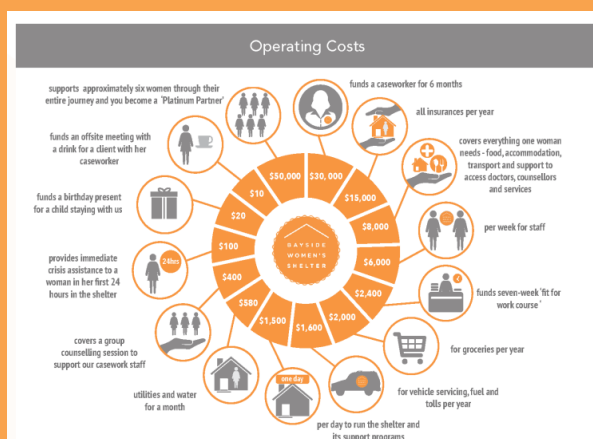 Operating Costs
supports approximately six women through their
entire journey and you become a 'Platinum Partner'
funds a caseworker for 6 months
all insurances per year
funds an offsite meeting with
a drink for a client with her
caseworker
covers everything one woman
needs - food, accommodation,
transport and support to
access doctors, counsellors
and services
funds a birthday present
for a child staying with us
per week for staff
provides immediate
crisis assistance to a
woman in her first 24
hours in the shelter
24hrs
funds seven-week 'fit for
work course'
covers a group
counselling session to
support our casework staff
for groceries per year
utilities and water
for a month
one day
for vehicle servicing, fuel and
tolls per year
per day to run the shelter and
its support programs
$50,000
$30,000
$15,000
$8,000
$6,000
$2,400
$2,000
$1,600
$1,500
$580
$400
$100
$20
$10
BAYSIDE
WOMEN'S
SHELTER